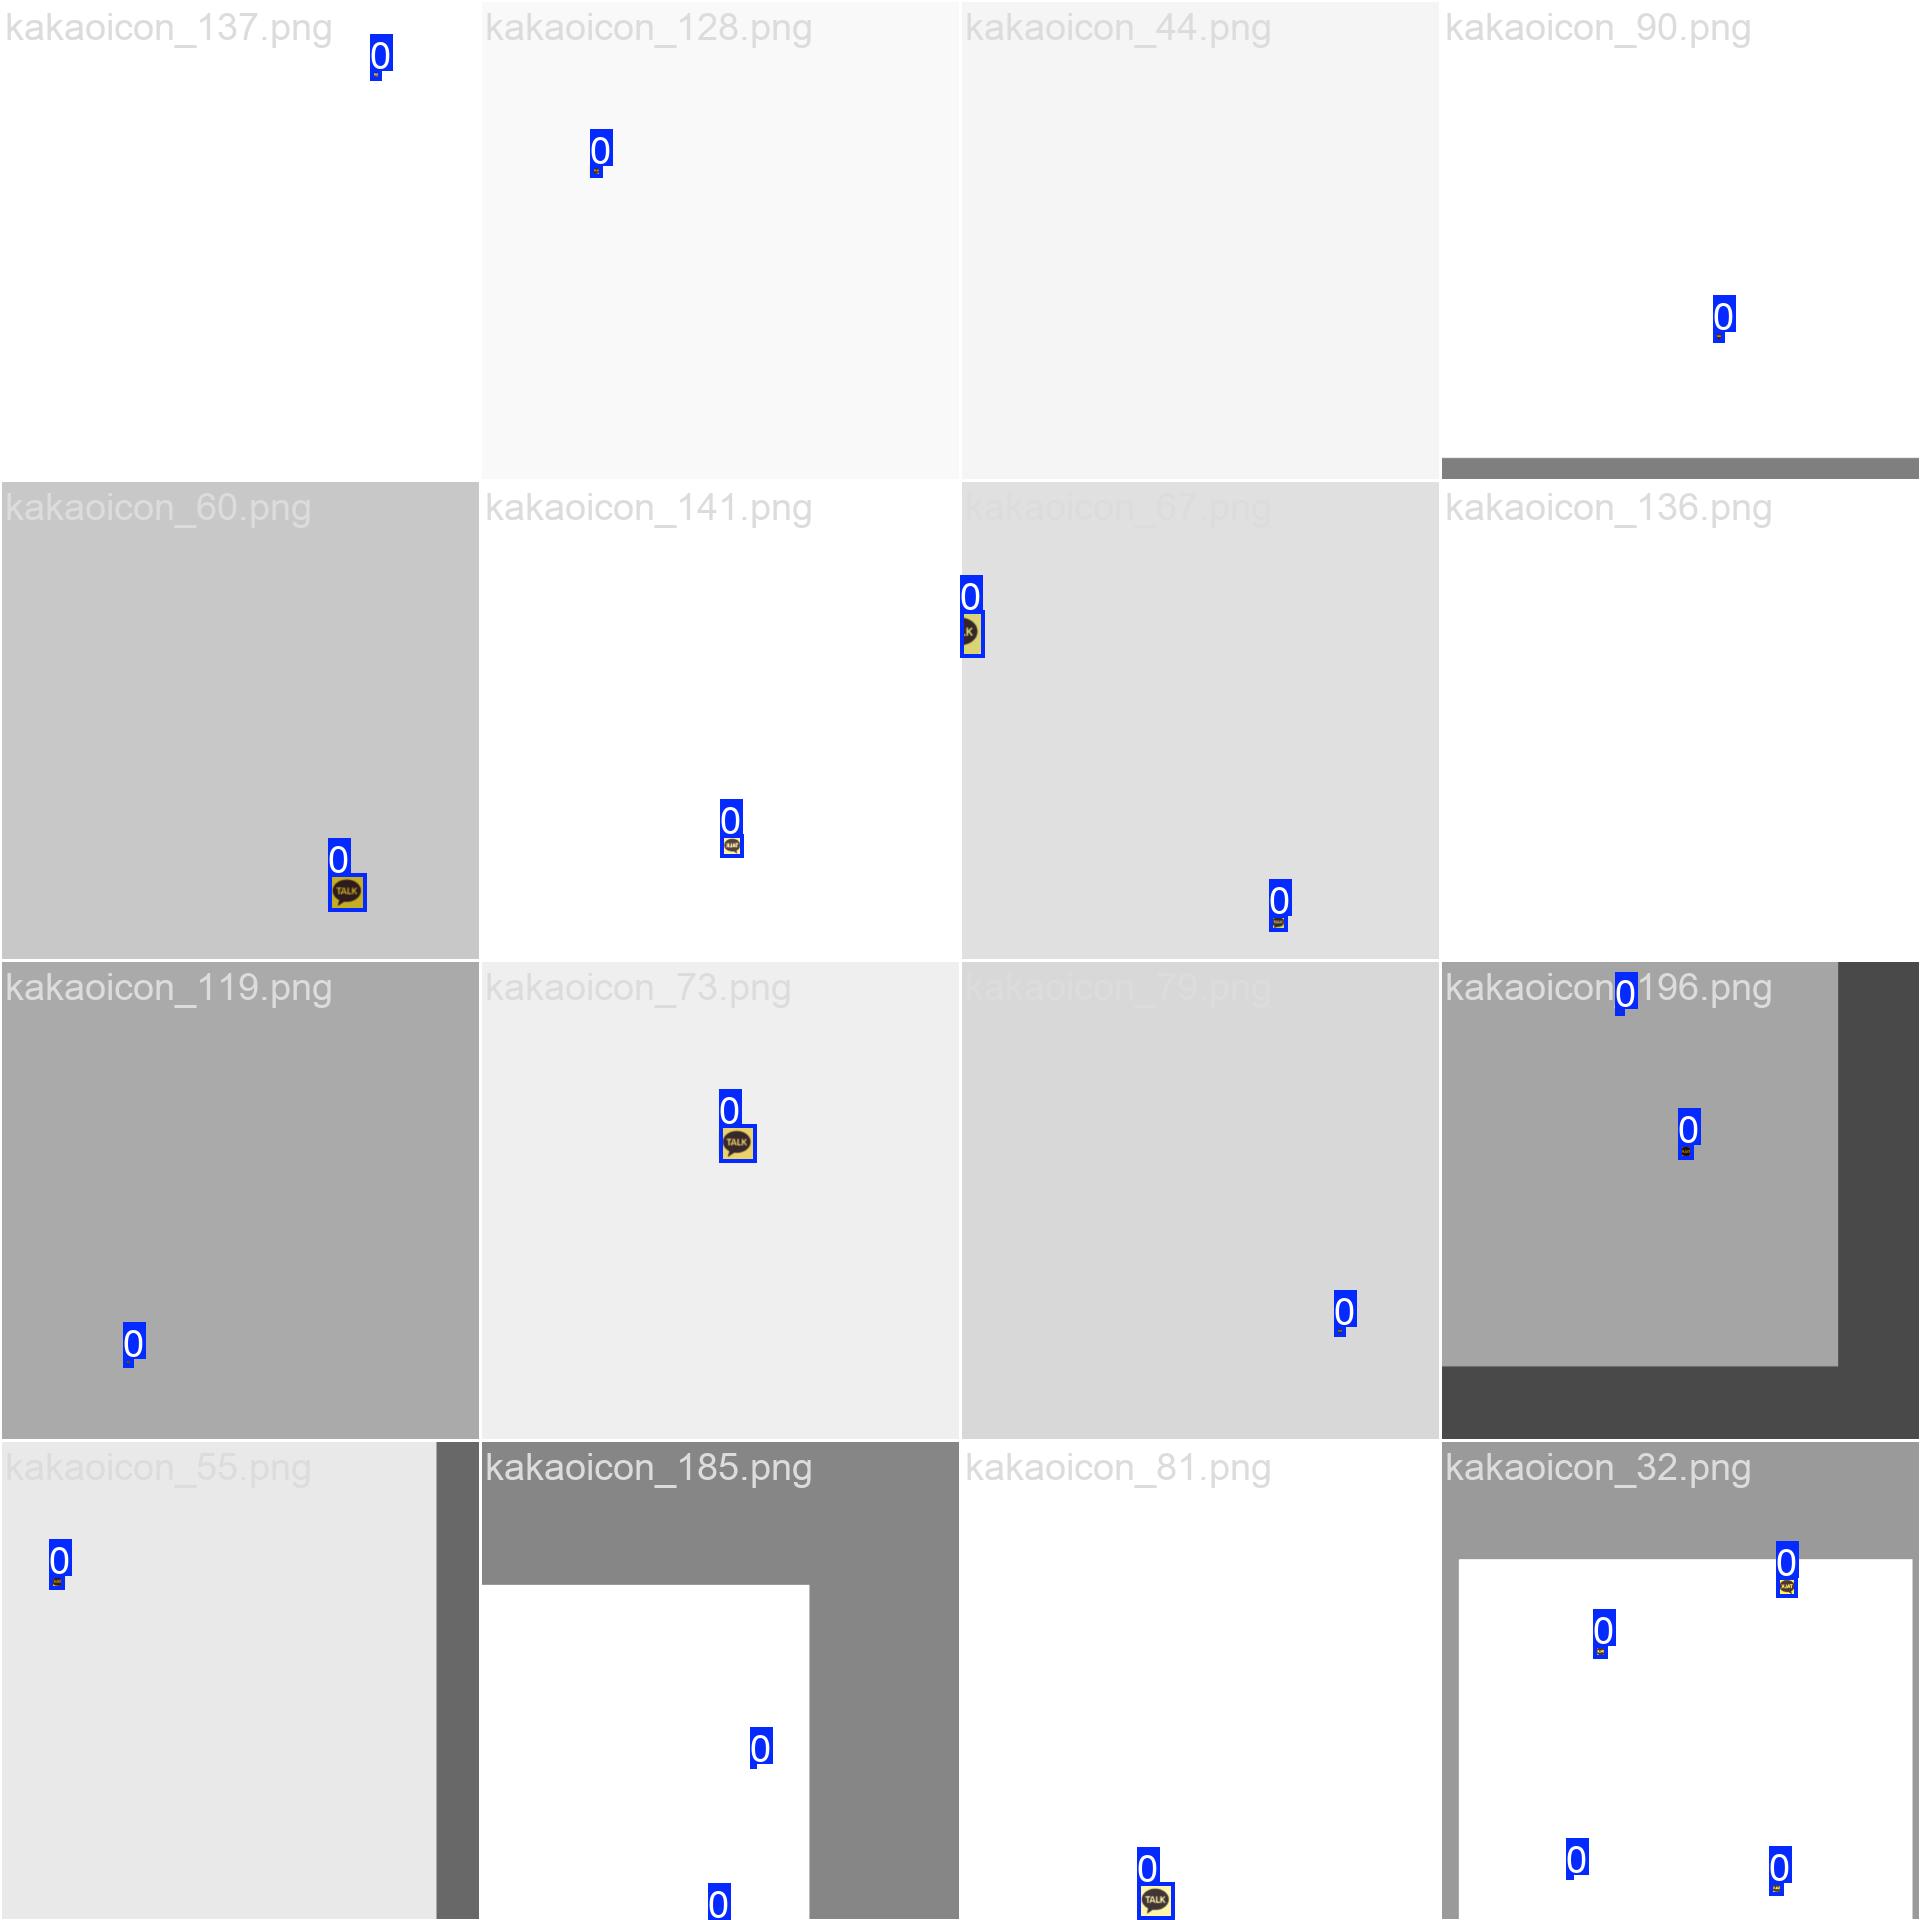 kakaoicon_137.png
0
kakaoicon_128.png
0
kakaoicon_44.png
kakaoicon_90.png
0
kakaoicon_60.png
0
TALK
kakaoicon_141.png
0
kakaoicon_67.png
0
LK
0
kakaoicon_136.png
kakaoicon_119.png
0
kakaoicon_73.png
0
TALK
kakaoicon_79.png
0
kakaoicon_196.png
0
0
kakaoicon_55.png
0
kakaoicon_185.png
0
0
kakaoicon_81.png
0
TALK
kakaoicon_32.png
0
0
0
0